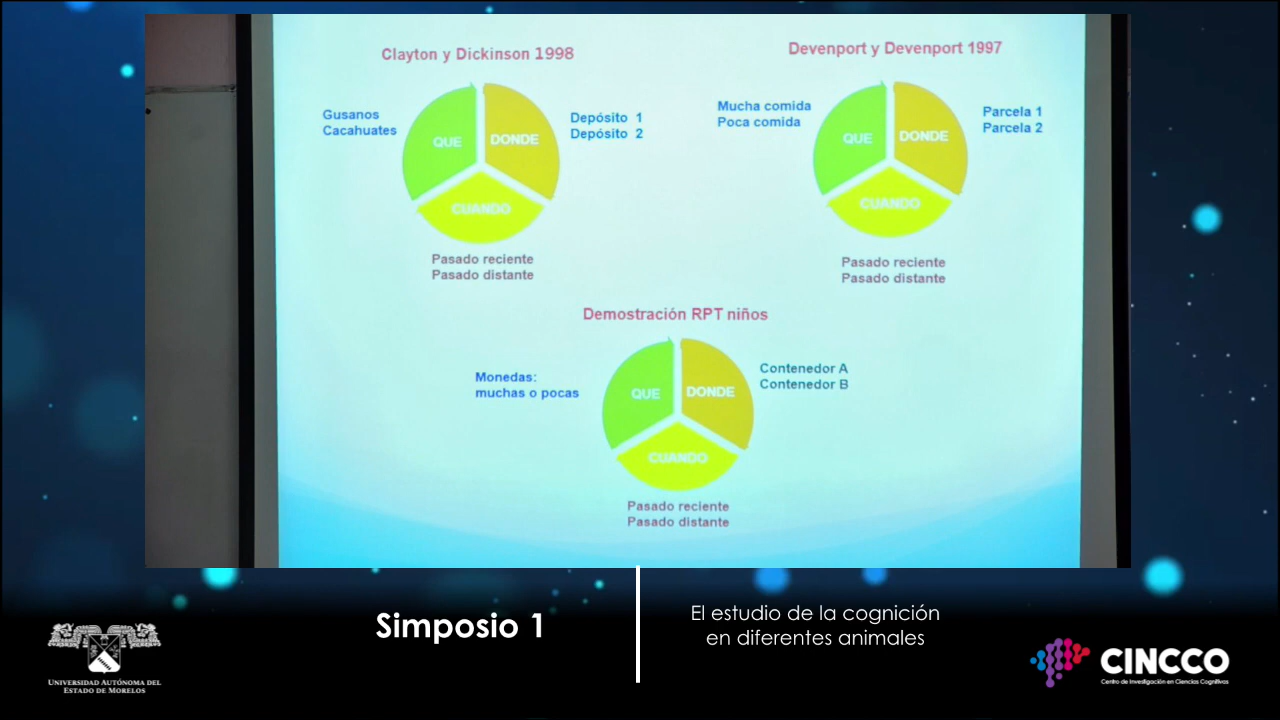 Clayton y Dickinson 1998
Gusanos
Cacahuates
QUE
DONDE
CUANDO
Depósito 1
Depósito 2
Pasado reciente
Pasado distante
Devenport y Devenport 1997
Mucha comida
Poca comida
QUE
DONDE
CUANDO
Parcela 1
Parcela 2
Pasado reciente
Pasado distante
Demostración RPT niños
Monedas:
muchas o pocas
QUE
DONDE
CUANDO
Contenedor A
Contenedor B
Pasado reciente
Pasado distante
Simposio 1
El estudio de la cognición
en diferentes animales
UNIVERSIDAD AUTÓNOMA DEL
ESTADO DE MORELOS
CINCCO
Centro de Investigación en Ciencias Cognitivas